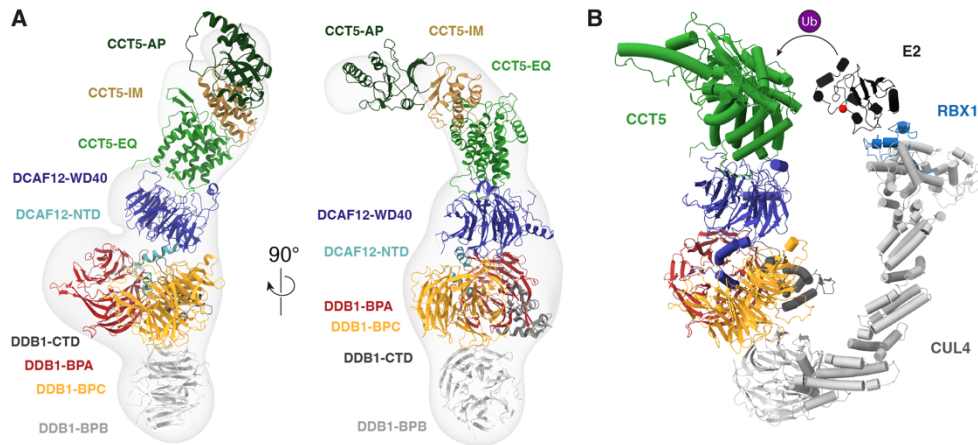 A
CCT5-AP
CCT5-IM
CCT5-EQ
DCAF12-WD40
DCAF12-NTD
DDB1-CTD
DDB1-BPA
DDB1-BPC
DDB1-BPB
90°
CCT5-AP
CCT5-IM
CCT5-EQ
DCAF12-WD40
DCAF12-NTD
DDB1-BPA
DDB1-BPC
DDB1-CTD
DDB1-BPB
B
Ub
E2
RBX1
CCT5
CUL4